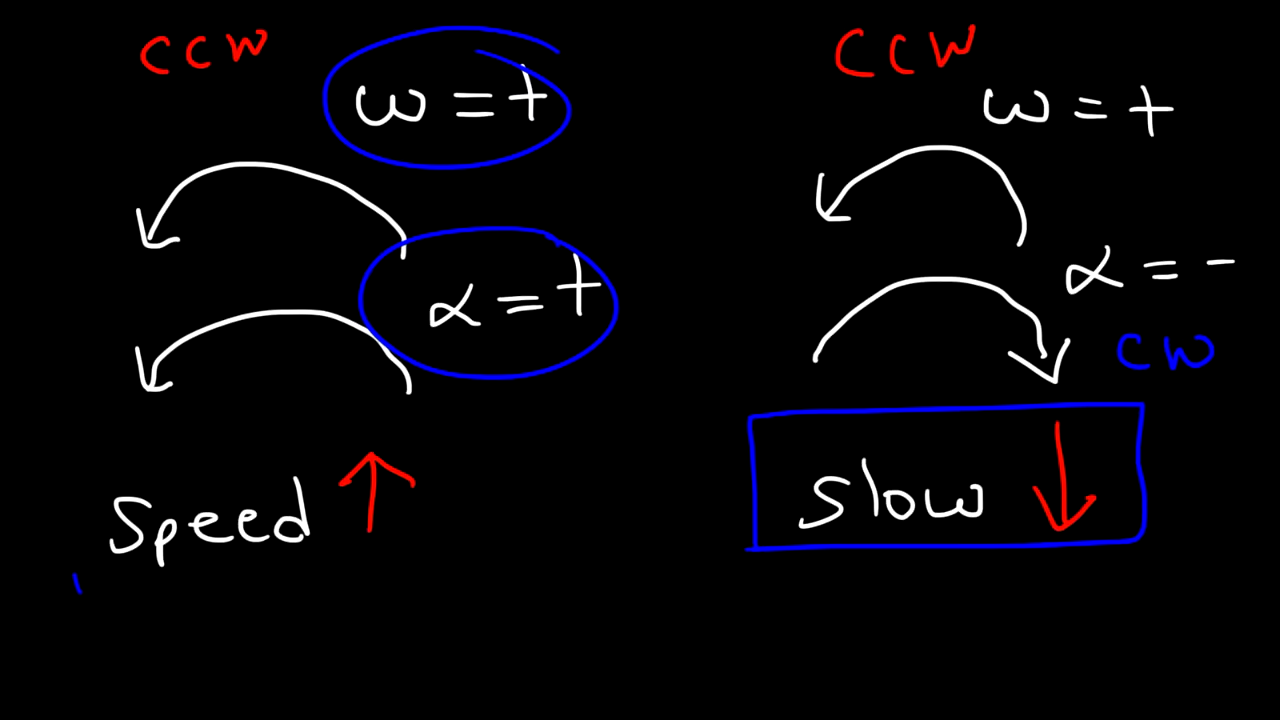 CCW
ω = +
α = +
Speed ↑
CCW
ω = +
α = -
CW
slow ↓